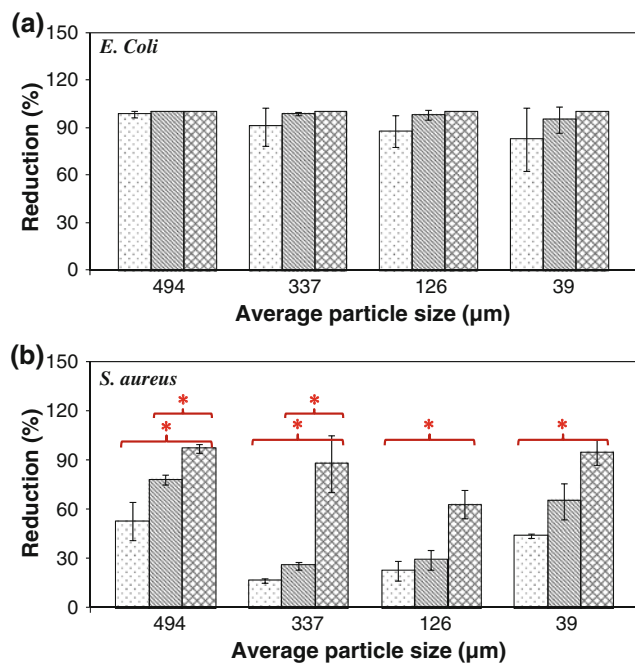 (a)
E. Coli
150
120
90
60
30
0
Reduction (%)
494 337 126 39
Average particle size (µm)
(b)
S. aureus
150
120
90
60
30
0
Reduction (%)
* *
* * * *
494 337 126 39
Average particle size (µm)